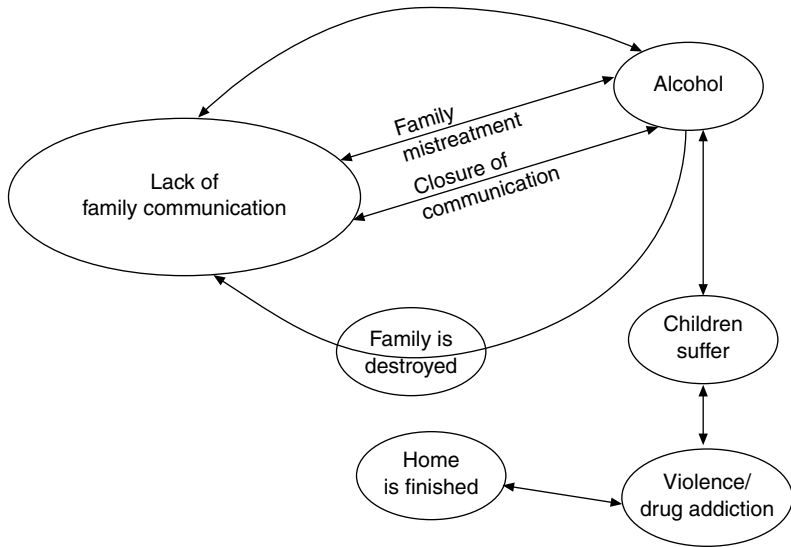 Alcohol
Family
mistreatment
Closure of
communication
Lack of
family communication
Family is
destroyed
Children
suffer
Home
is finished
Violence/
drug addiction